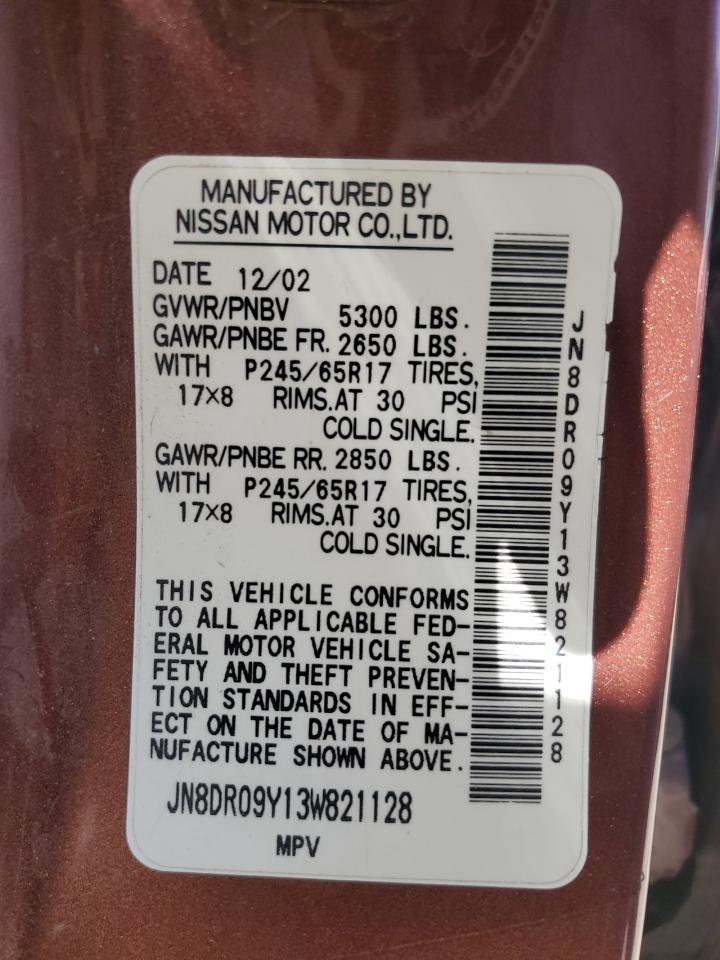 MANUFACTURED BY
NISSAN MOTOR CO.,LTD.
DATE 12/02
GVWR/PNBV 5300 LBS.
GAWR/PNBE FR. 2650 LBS.
WITH P245/65R17 TIRES,
17×8 RIMS.AT 30 PSI
COLD SINGLE.
GAWR/PNBE RR. 2850 LBS.
WITH P245/65R17 TIRES,
17×8 RIMS.AT 30 PSI
COLD SINGLE.
THIS VEHICLE CONFORMS
TO ALL APPLICABLE FED-
ERAL MOTOR VEHICLE SA-
FETY AND THEFT PREVEN-
TION STANDARDS IN EFF-
ECT ON THE DATE OF MA-
NUFACTURE SHOWN ABOVE.
JN8DR09Y13W821128
MPV
JN8DR09Y13W821128